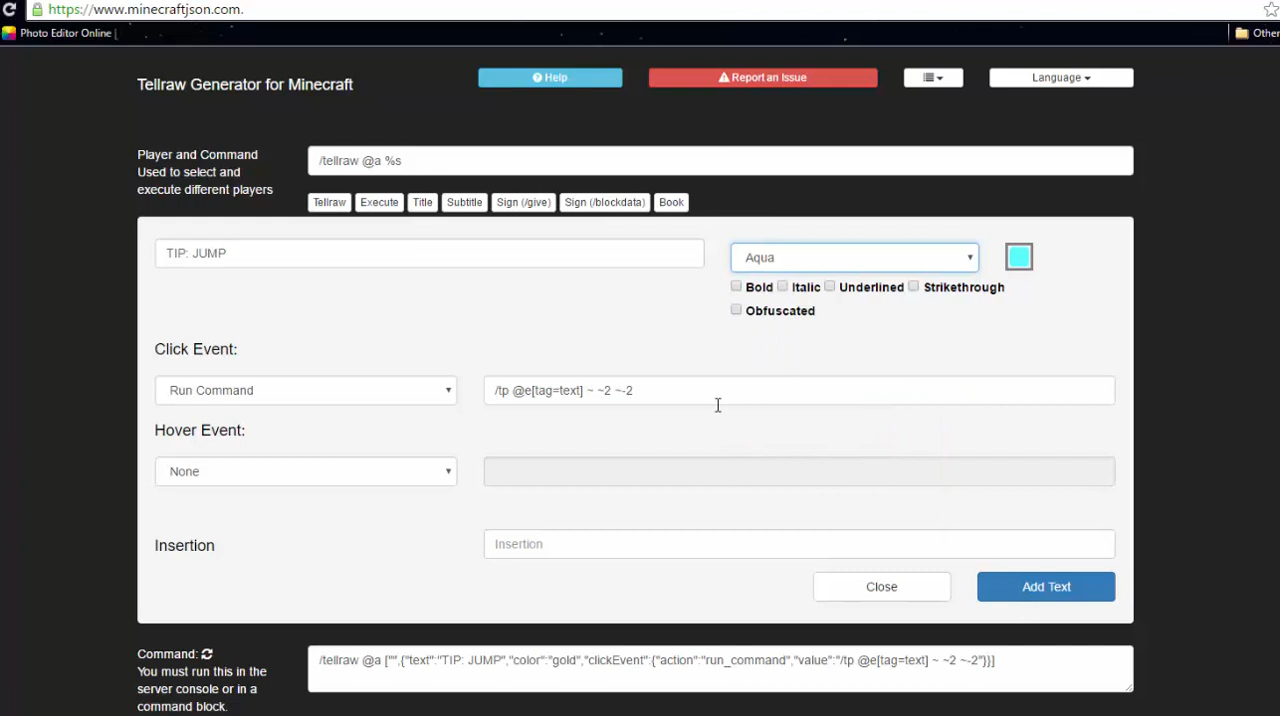 https://www.minecraftjson.com.
Photo Editor Online |
Other
Tellraw Generator for Minecraft
Help
Report an Issue
Language
Player and Command
Used to select and
execute different players
/tellraw @a %s
Tellraw
Execute
Title
Subtitle
Sign (/give)
Sign (/blockdata)
Book
TIP: JUMP
Aqua
Bold
Italic
Underlined
Strikethrough
Obfuscated
Click Event:
Run Command
/tp @e[tag=text] ~ ~2 ~-2
Hover Event:
None
Insertion
Insertion
Close
Add Text
Command:
You must run this in the
server console or in a
command block.
/tellraw @a ["",{"text":"TIP: JUMP","color":"gold","clickEvent":{"action":"run_command","value":"/tp @e[tag=text] ~ ~2 ~-2"}}]